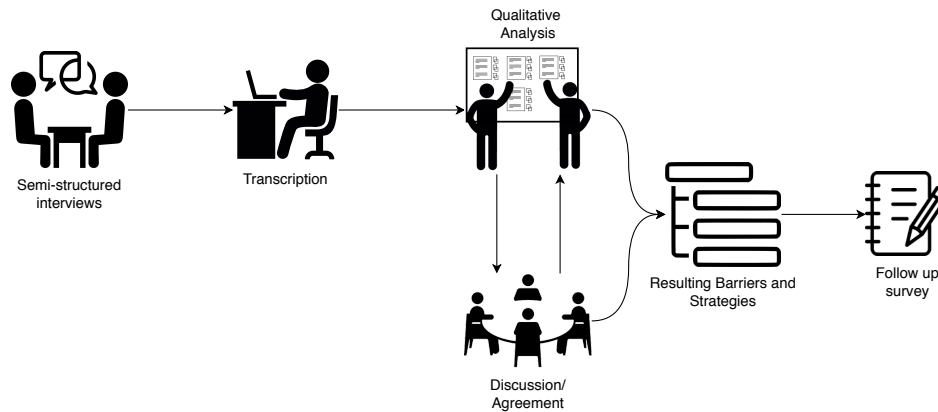 Qualitative
Analysis
Semi-structured
interviews
Transcription
Resulting Barriers and
Strategies
Follow up
survey
Discussion/
Agreement